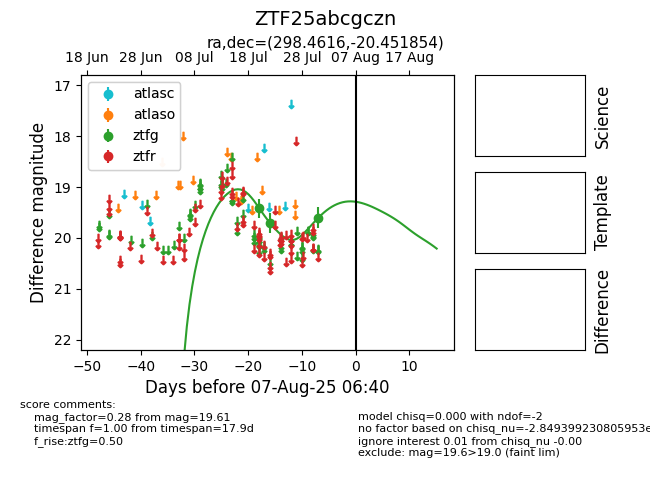 ZTF25abcgczn
ra,dec=(298.4616,-20.451854)
18 Jun 28 Jun 08 Jul 18 Jul 28 Jul 07 Aug 17 Aug
17
18
19
20
21
22
Difference magnitude
atlasc
atlaso
ztfg
ztfr
−50 −40 −30 −20 −10 0 10
Days before 07-Aug-25 06:40
Science
Template
Difference
score comments:
mag_factor=0.28 from mag=19.61
timespan f=1.00 from timespan=17.9d
f_rise:ztfg=0.50
model chisq=0.000 with ndof=-2
no factor based on chisq_nu=-2.849399230805953e
ignore interest 0.01 from chisq_nu -0.00
exclude: mag=19.6>19.0 (faint lim)